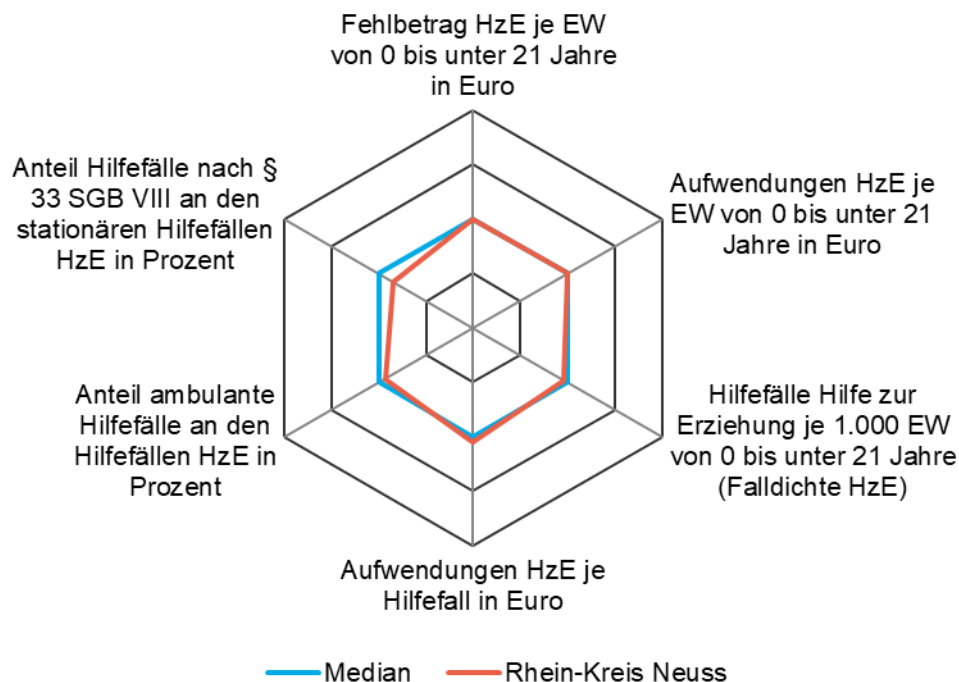 Fehlbetrag HzE je EW
von 0 bis unter 21 Jahre
in Euro
Aufwendungen HzE je
EW von 0 bis unter 21
Jahre in Euro
Hilfefälle Hilfe zur
Erziehung je 1.000 EW
von 0 bis unter 21 Jahre
(Falldichte HzE)
Aufwendungen HzE je
Hilfefall in Euro
Anteil ambulante
Hilfefälle an den
Hilfefällen HzE in
Prozent
Anteil Hilfefälle nach §
33 SGB VIII an den
stationären Hilfefällen
HzE in Prozent
Median
Rhein-Kreis Neuss